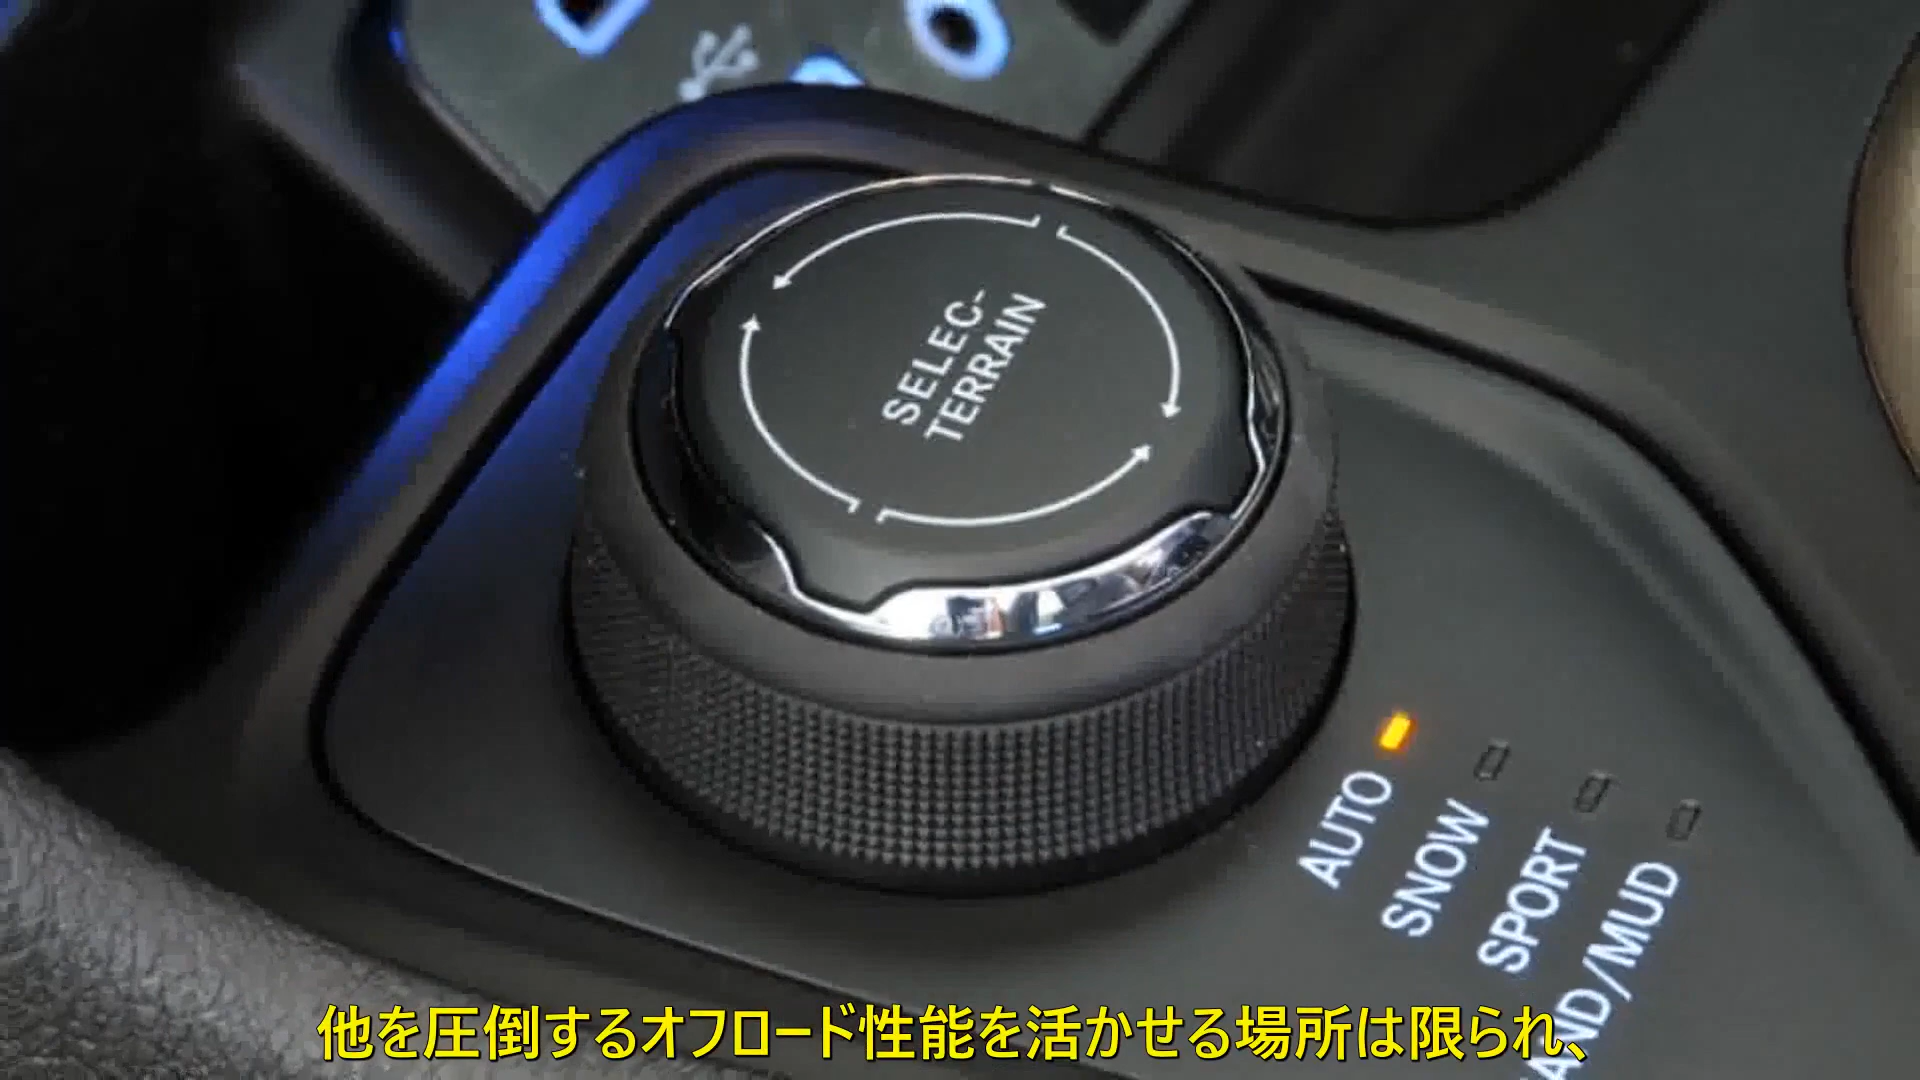 SELEC-
TERRAIN
AUTO
SNOW
SPORT
AND/MUD
他を圧倒するオフロード性能を活かせる場所は限られ、